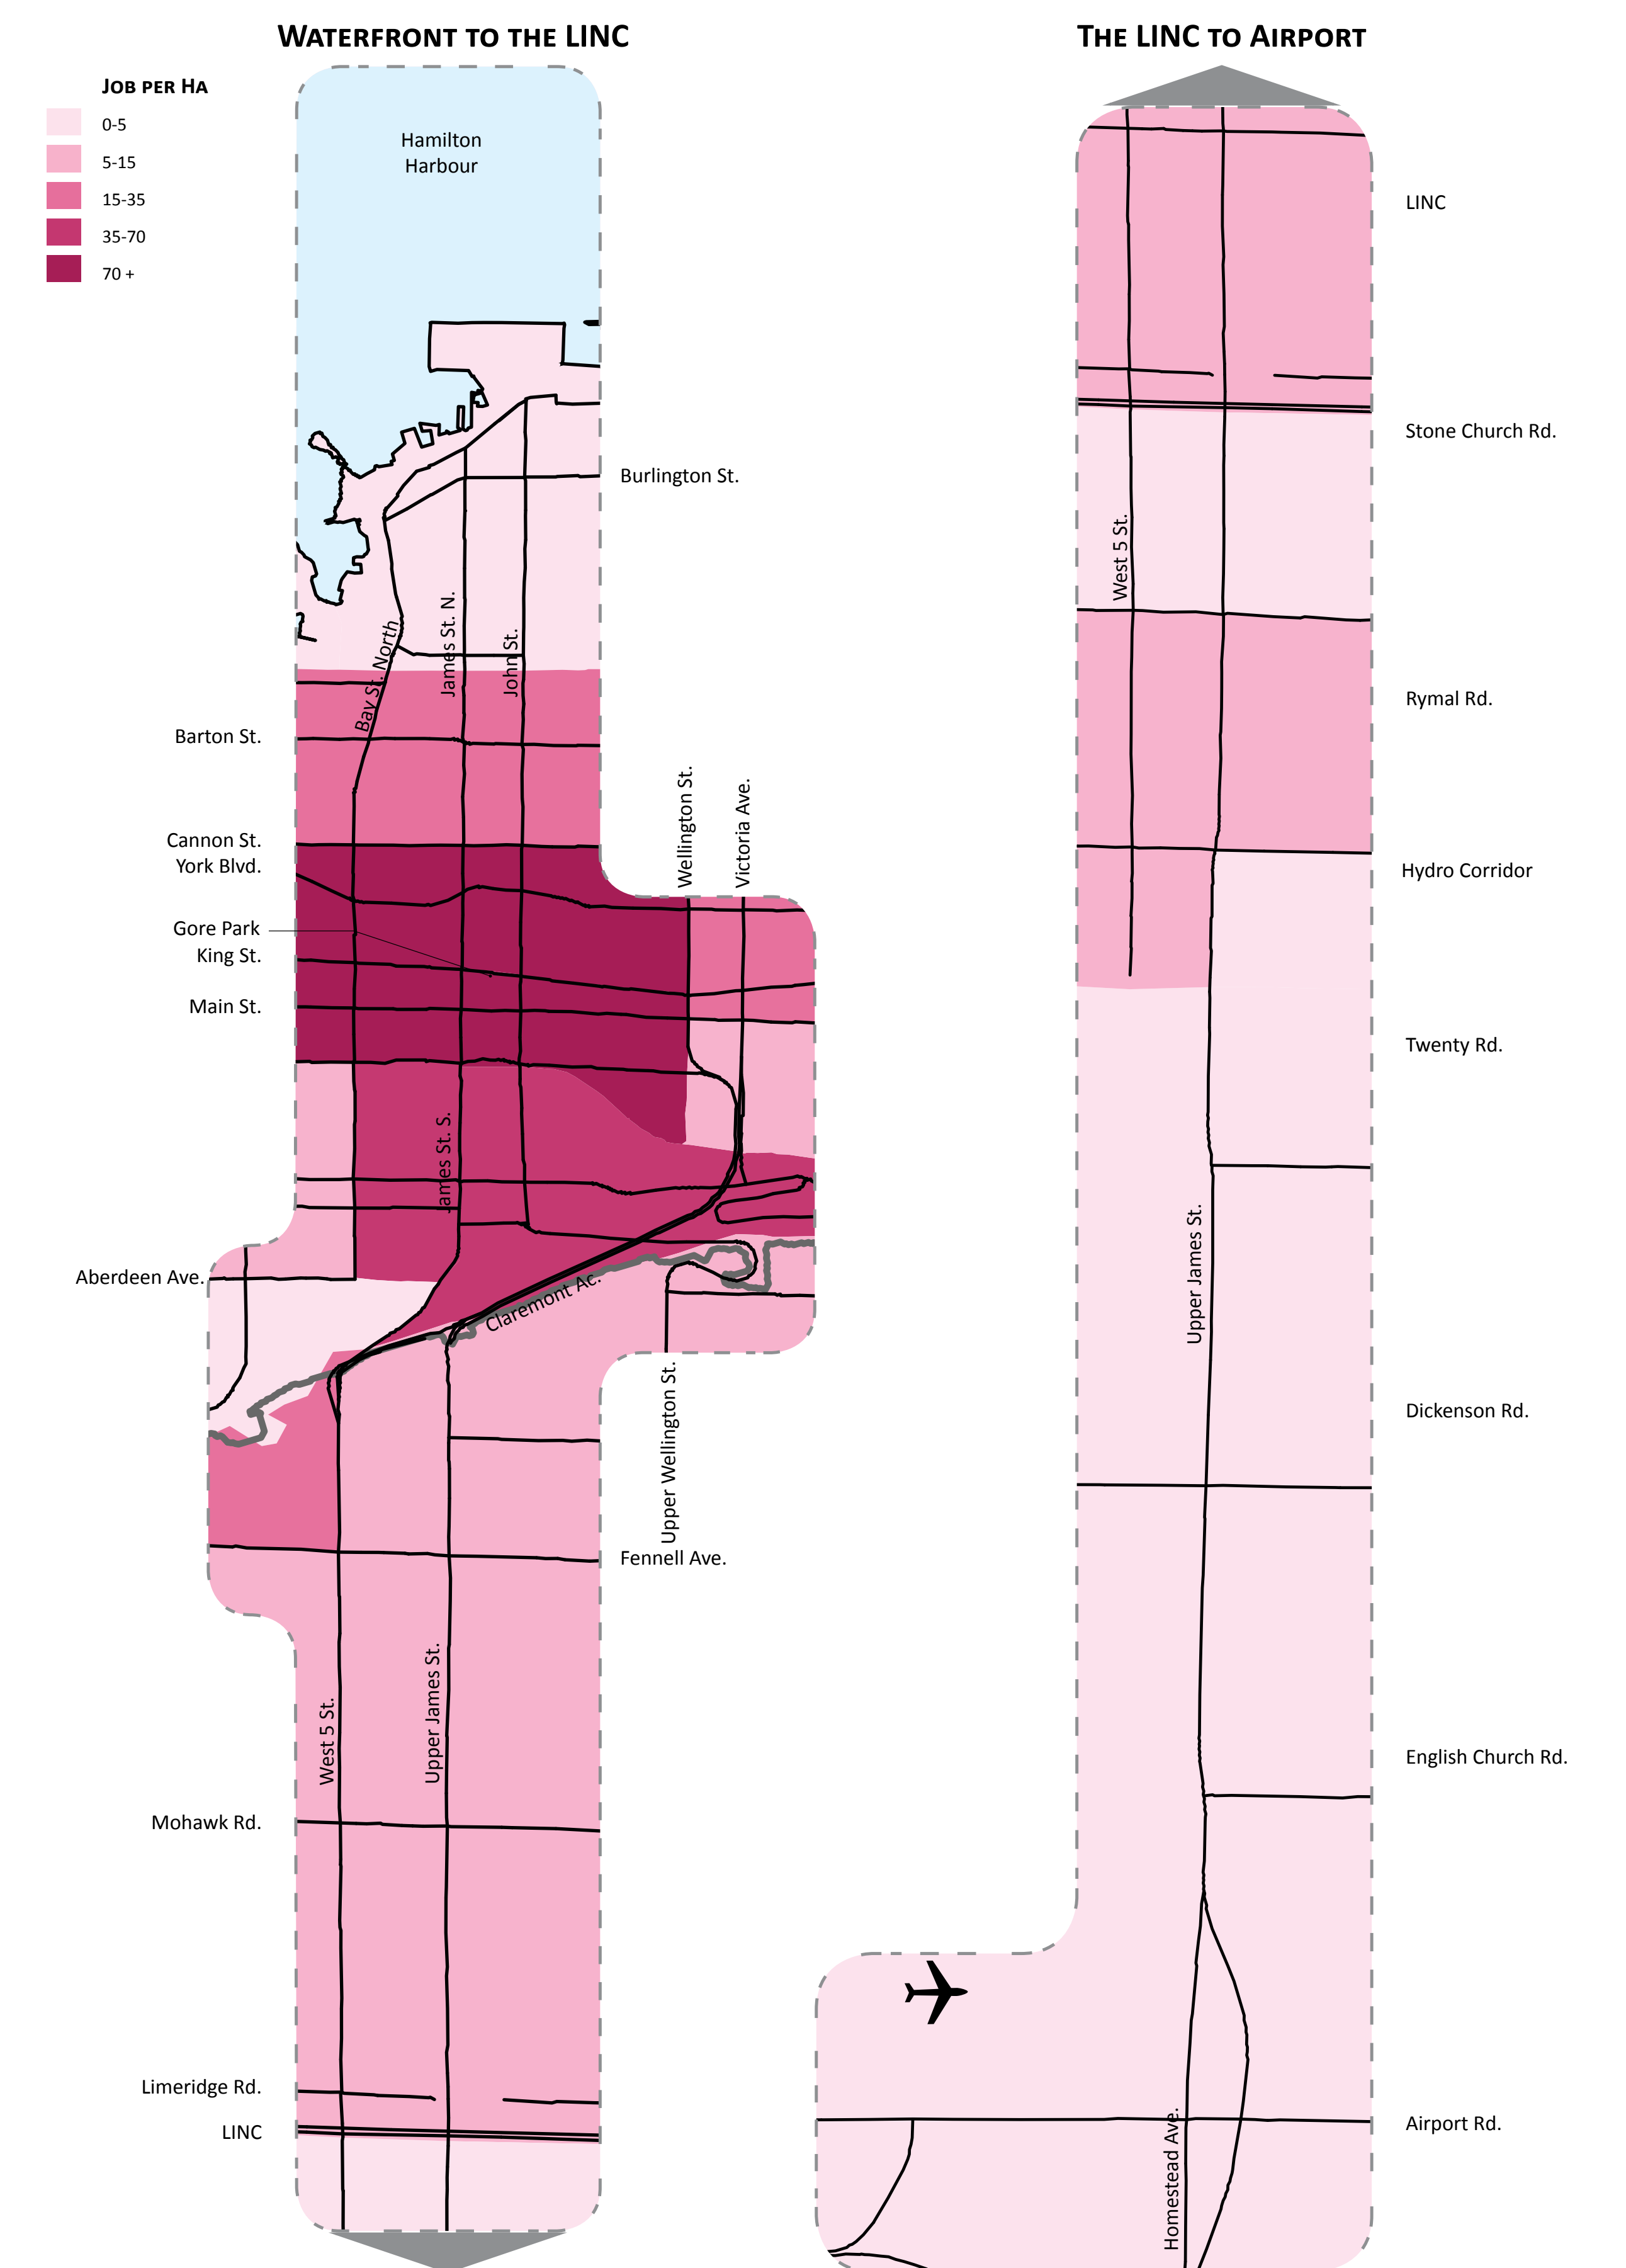 WATERFRONT TO THE LINC
THE LINC TO AIRPORT
JOB PER HA
0-5
5-15
15-35
35-70
70 +
Hamilton
Harbour
Burlington St.
Bay St. North
James St. N.
John St.
Barton St.
Cannon St.
York Blvd.
Wellington St.
Victoria Ave.
Gore Park
King St.
Main St.
James St. S.
Aberdeen Ave.
Claremont Ac.
Upper Wellington St.
Fennell Ave.
West 5 St.
Upper James St.
Mohawk Rd.
Limeridge Rd.
LINC
LINC
Stone Church Rd.
West 5 St.
Rymal Rd.
Hydro Corridor
Twenty Rd.
Upper James St.
Dickenson Rd.
English Church Rd.
Airport Rd.
Homestead Ave.